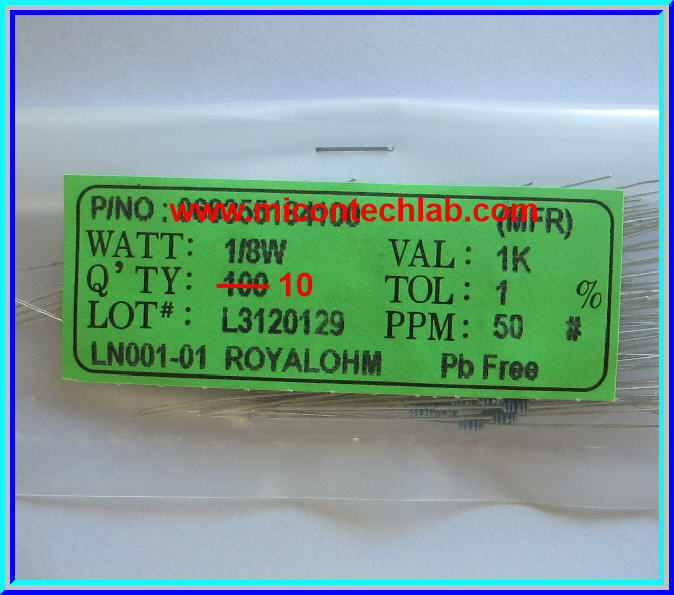 P/NO : (MFR)
www.micontechlab.com
WATT : 1/8W VAL : 1K
Q'TY : 100 10 TOL : 1 %
LOT# : L3120129 PPM : 50 #
LN001-01 ROYALOHM Pb Free